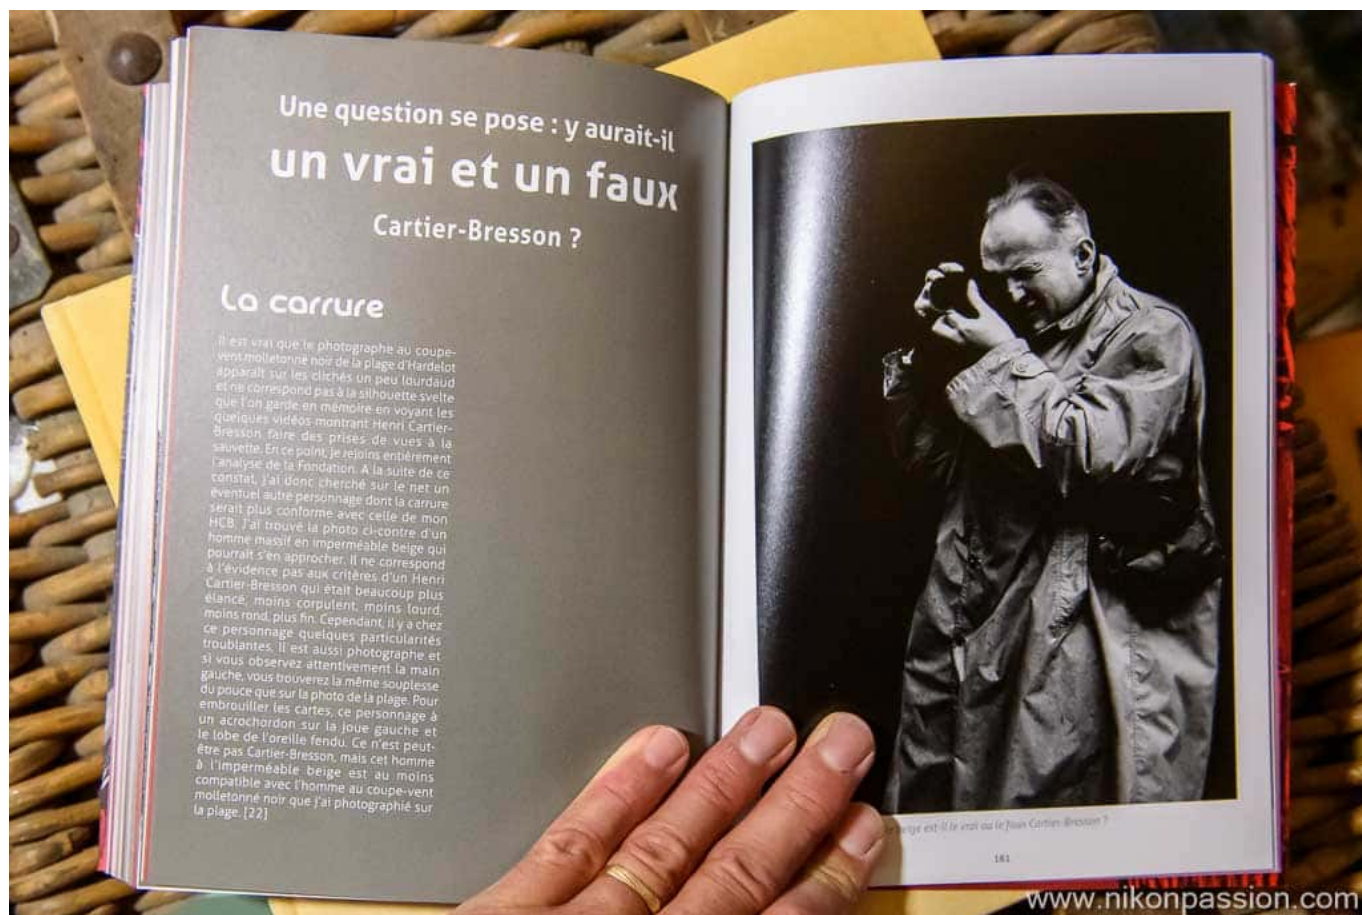 Une question se pose : y aurait-il
un vrai et un faux
Cartier-Bresson ?
La carrure
Il est vrai que le photographe au coupe-
vent molletonné noir de la plage d'Hardelot
apparaît sur les clichés un peu lourdaud
et ne correspond pas à la silhouette svelte
que l'on garde en mémoire en voyant les
quelques vidéos montrant Henri Cartier-
Bresson faire des prises de vues à la
sauvette. En ce point, je rejoins entièrement
l'analyse de la Fondation. A la suite de ce
constat, j'ai donc cherché sur le net un
éventuel autre personnage dont la carrure
serait plus conforme avec celle de mon
HCB. J'ai trouvé la photo ci-contre d'un
homme massif en imperméable beige qui
pourrait s'en approcher. Il ne correspond
à l'évidence pas aux critères d'un Henri
Cartier-Bresson qui était beaucoup plus
élancé, moins corpulent, moins lourd,
moins rond, plus fin. Cependant, il y a chez
ce personnage quelques particularités
troublantes. Il est aussi photographe et
si vous observez attentivement la main
gauche, vous trouverez la même souplesse
du pouce que sur la photo de la plage. Pour
embrouiller les cartes, ce personnage à
un acrochordon sur la joue gauche et
le lobe de l'oreille fendu. Ce n'est peut-
être pas Cartier-Bresson, mais cet homme
à l'imperméable beige est au moins
compatible avec l'homme au coupe-vent
molletonné noir que j'ai photographié sur
la plage. [22]
beige est-il le vrai ou le faux Cartier-Bresson ?
161
www.nikonpassion.com